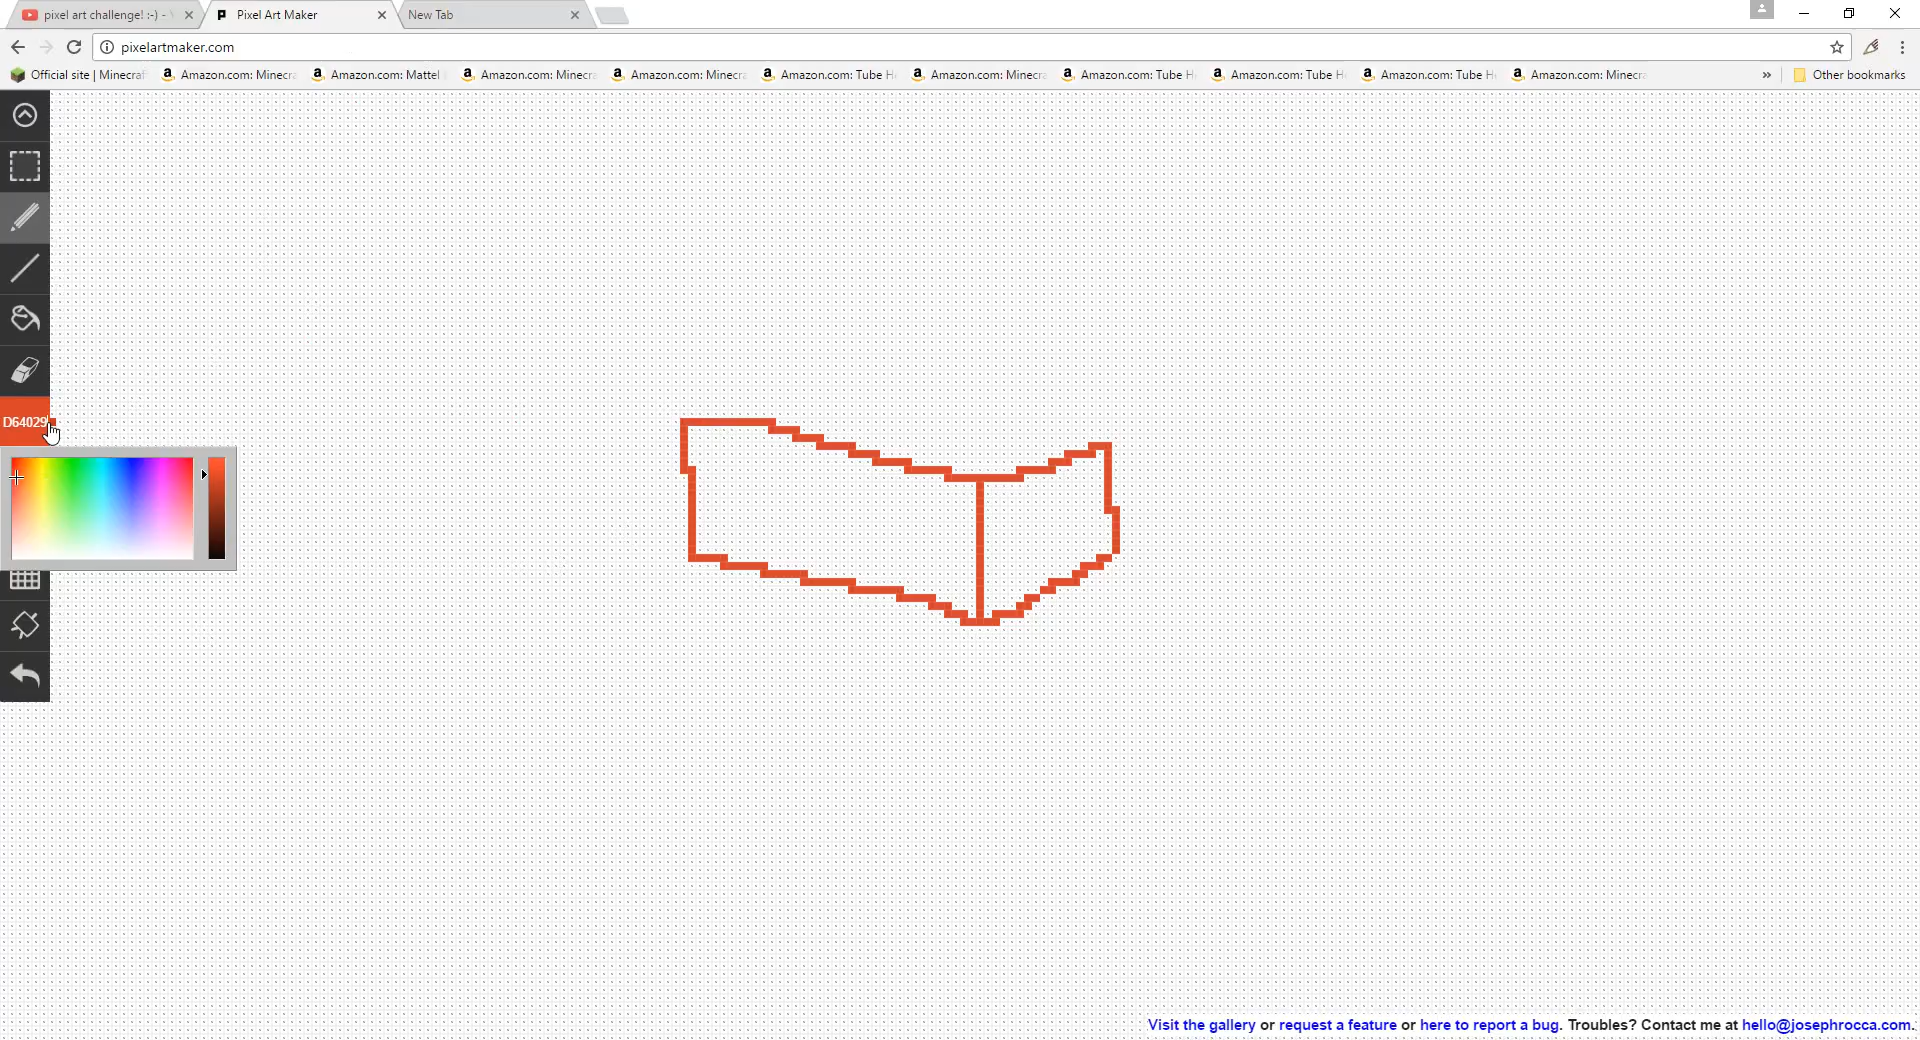 pixel art challenge! :-) -
Pixel Art Maker
New Tab
pixelartmaker.com
Official site | Minecraf
Amazon.com: Minecra
Amazon.com: Mattel
Amazon.com: Minecra
Amazon.com: Minecra
Amazon.com: Tube H
Amazon.com: Minecra
Amazon.com: Tube H
Amazon.com: Tube H
Amazon.com: Tube H
Amazon.com: Minecra
» Other bookmarks
D64029
Visit the gallery or request a feature or here to report a bug. Troubles? Contact me at hello@josephrocca.com.